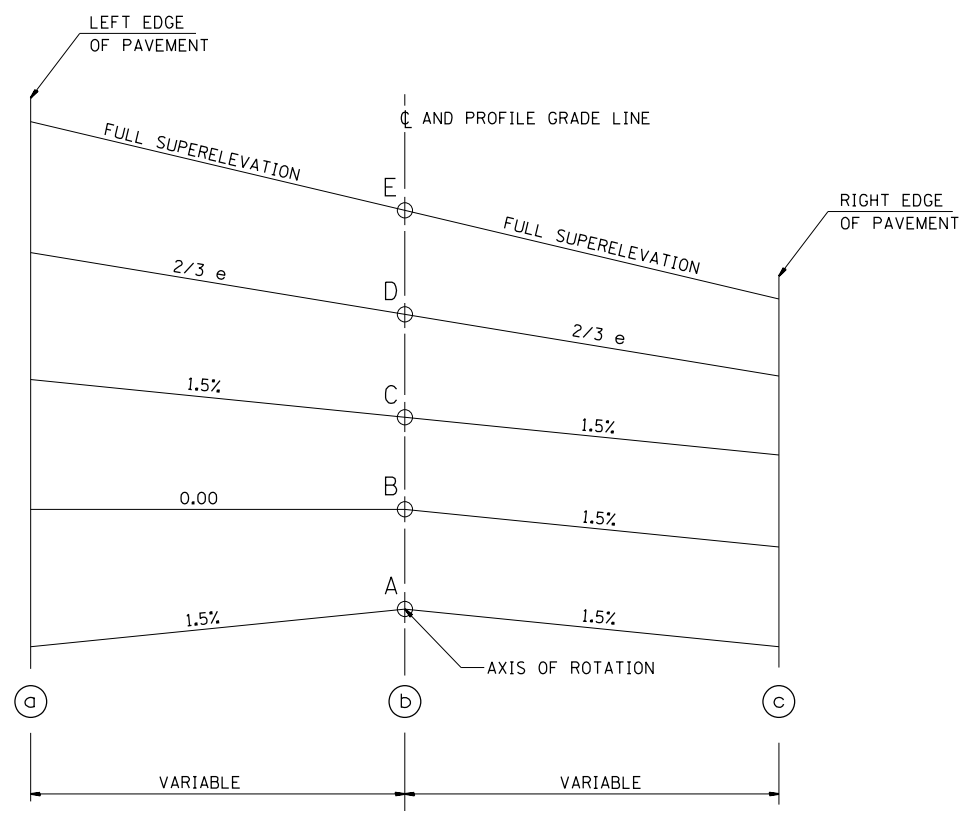 LEFT EDGE
OF PAVEMENT
℄ AND PROFILE GRADE LINE
FULL SUPERELEVATION
E
RIGHT EDGE
OF PAVEMENT
FULL SUPERELEVATION
2/3 e
D
2/3 e
1.5%
C
1.5%
0.00
B
1.5%
A
1.5%
1.5%
AXIS OF ROTATION
a
b
c
VARIABLE
VARIABLE